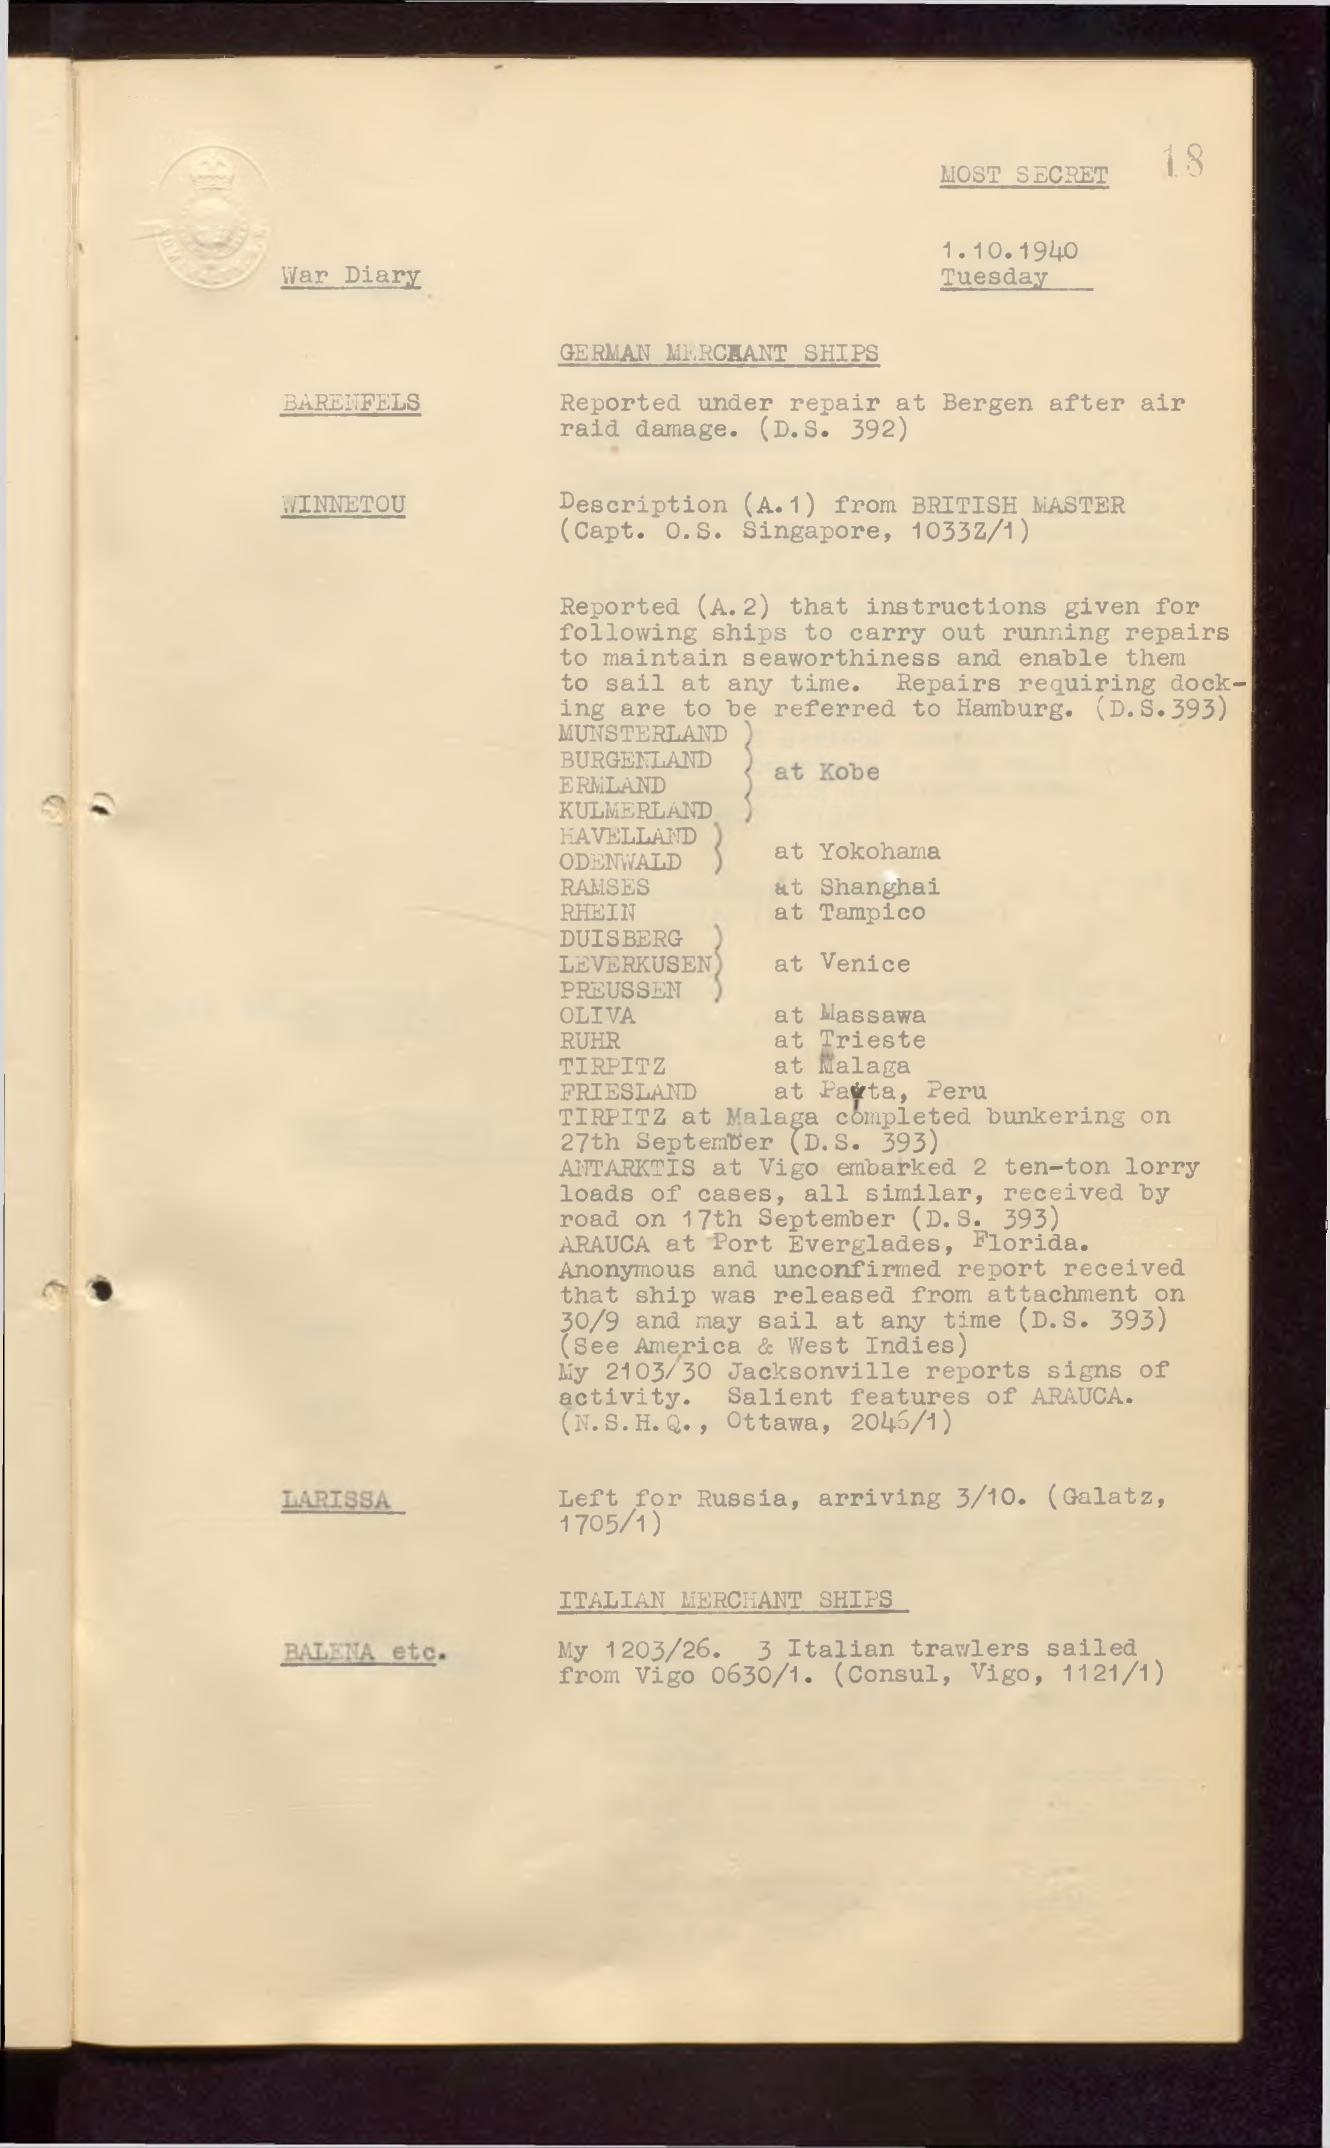 18
MOST SECRET
1.10.1940
Tuesday
War Diary
GERMAN MERCHANT SHIPS
BARENFELS Reported under repair at Bergen after air
raid damage. (D.S. 392)
WINNETOU Description (A.1) from BRITISH MASTER
(Capt. O.S. Singapore, 1033Z/1)
Reported (A.2) that instructions given for
following ships to carry out running repairs
to maintain seaworthiness and enable them
to sail at any time. Repairs requiring dock-
ing are to be referred to Hamburg. (D.S.393)
MUNSTERLAND )
BURGENLAND )
ERMLAND ) at Kobe
KULMERLAND )
HAVELLAND )
ODENWALD ) at Yokohama
RAMSES at Shanghai
RHEIN at Tampico
DUISBERG )
LEVERKUSEN) at Venice
PREUSSEN )
OLIVA at Massawa
RUHR at Trieste
TIRPITZ at Malaga
FRIESLAND at Payta, Peru
TIRPITZ at Malaga completed bunkering on
27th September (D.S. 393)
ANTARKTIS at Vigo embarked 2 ten-ton lorry
loads of cases, all similar, received by
road on 17th September (D.S. 393)
ARAUCA at Port Everglades, Florida.
Anonymous and unconfirmed report received
that ship was released from attachment on
30/9 and may sail at any time (D.S. 393)
(See America & West Indies)
My 2103/30 Jacksonville reports signs of
activity. Salient features of ARAUCA.
(N.S.H.Q., Ottawa, 2046/1)
LARISSA Left for Russia, arriving 3/10. (Galatz,
1705/1)
ITALIAN MERCHANT SHIPS
BALENA etc. My 1203/26. 3 Italian trawlers sailed
from Vigo 0630/1. (Consul, Vigo, 1121/1)